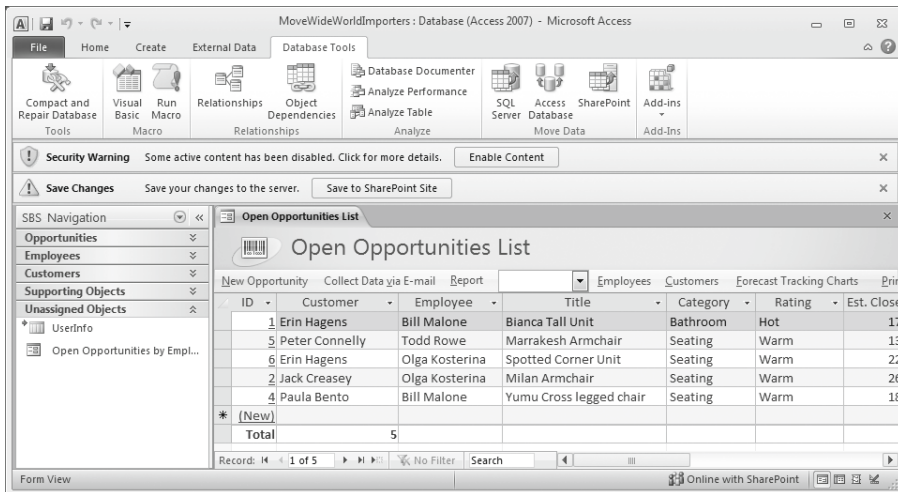 MoveWideWorldImporters : Database (Access 2007) - Microsoft Access
File Home Create External Data Database Tools
Compact and Repair Database
Visual Basic
Run Macro
Relationships
Object Dependencies
Database Documenter
Analyze Performance
Analyze Table
SQL Server
Access Database
SharePoint
Add-ins
Tools Macro Relationships Analyze Move Data Add-Ins
Security Warning Some active content has been disabled. Click for more details. Enable Content
Save Changes Save your changes to the server. Save to SharePoint Site
SBS Navigation
Opportunities
Employees
Customers
Supporting Objects
Unassigned Objects
UserInfo
Open Opportunities by Empl...
Open Opportunities List
Open Opportunities List
New Opportunity Collect Data via E-mail Report Employees Customers Forecast Tracking Charts Prin
ID Customer Employee Title Category Rating Est. Close
1 Erin Hagens Bill Malone Bianca Tall Unit Bathroom Hot 17
5 Peter Connelly Todd Rowe Marrakesh Armchair Seating Warm 13
6 Erin Hagens Olga Kosterina Spotted Corner Unit Seating Warm 22
2 Jack Creasey Olga Kosterina Milan Armchair Seating Warm 26
4 Paula Bento Bill Malone Yumu Cross legged chair Seating Warm 18
* (New)
Total 5
Record: 1 of 5 No Filter Search
Form View Online with SharePoint